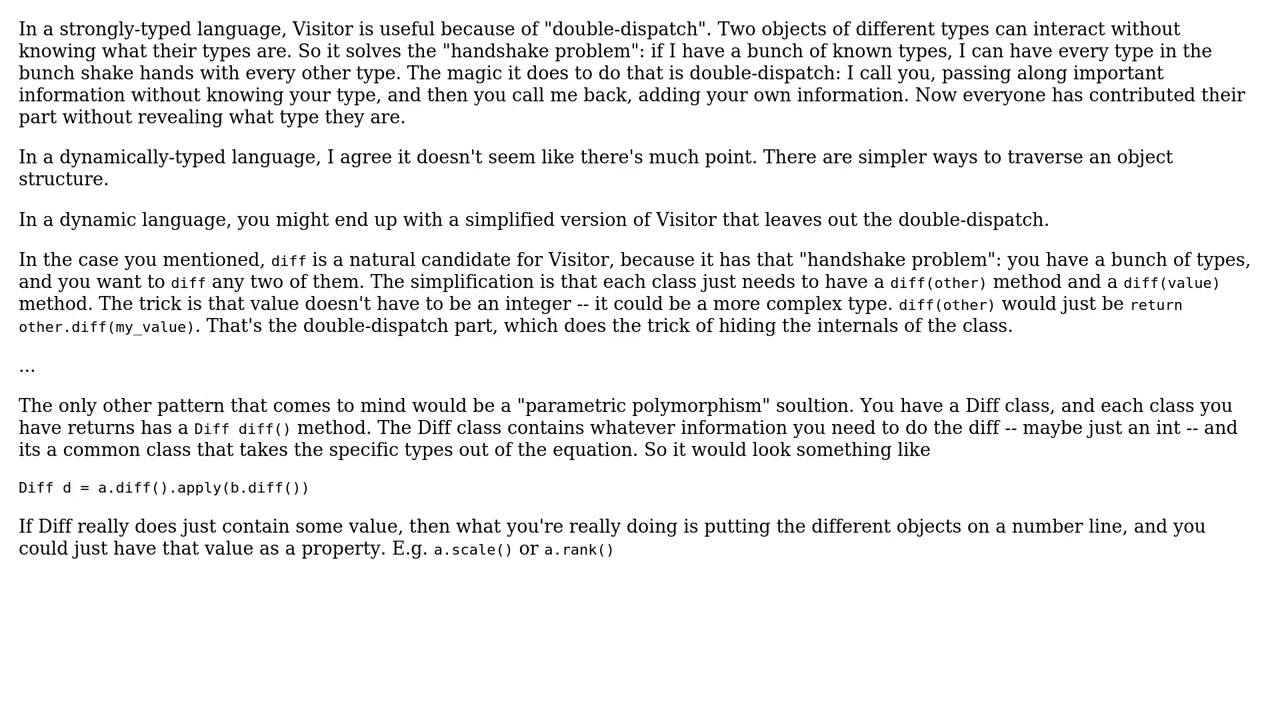 In a strongly-typed language, Visitor is useful because of "double-dispatch". Two objects of different types can interact without
knowing what their types are. So it solves the "handshake problem": if I have a bunch of known types, I can have every type in the
bunch shake hands with every other type. The magic it does to do that is double-dispatch: I call you, passing along important
information without knowing your type, and then you call me back, adding your own information. Now everyone has contributed their
part without revealing what type they are.
In a dynamically-typed language, I agree it doesn't seem like there's much point. There are simpler ways to traverse an object
structure.
In a dynamic language, you might end up with a simplified version of Visitor that leaves out the double-dispatch.
In the case you mentioned, diff is a natural candidate for Visitor, because it has that "handshake problem": you have a bunch of types,
and you want to diff any two of them. The simplification is that each class just needs to have a diff(other) method and a diff(value)
method. The trick is that value doesn't have to be an integer -- it could be a more complex type. diff(other) would just be return
other.diff(my_value). That's the double-dispatch part, which does the trick of hiding the internals of the class.
...
The only other pattern that comes to mind would be a "parametric polymorphism" soultion. You have a Diff class, and each class you
have returns has a Diff diff() method. The Diff class contains whatever information you need to do the diff -- maybe just an int -- and
its a common class that takes the specific types out of the equation. So it would look something like
Diff d = a.diff().apply(b.diff())
If Diff really does just contain some value, then what you're really doing is putting the different objects on a number line, and you
could just have that value as a property. E.g. a.scale() or a.rank()